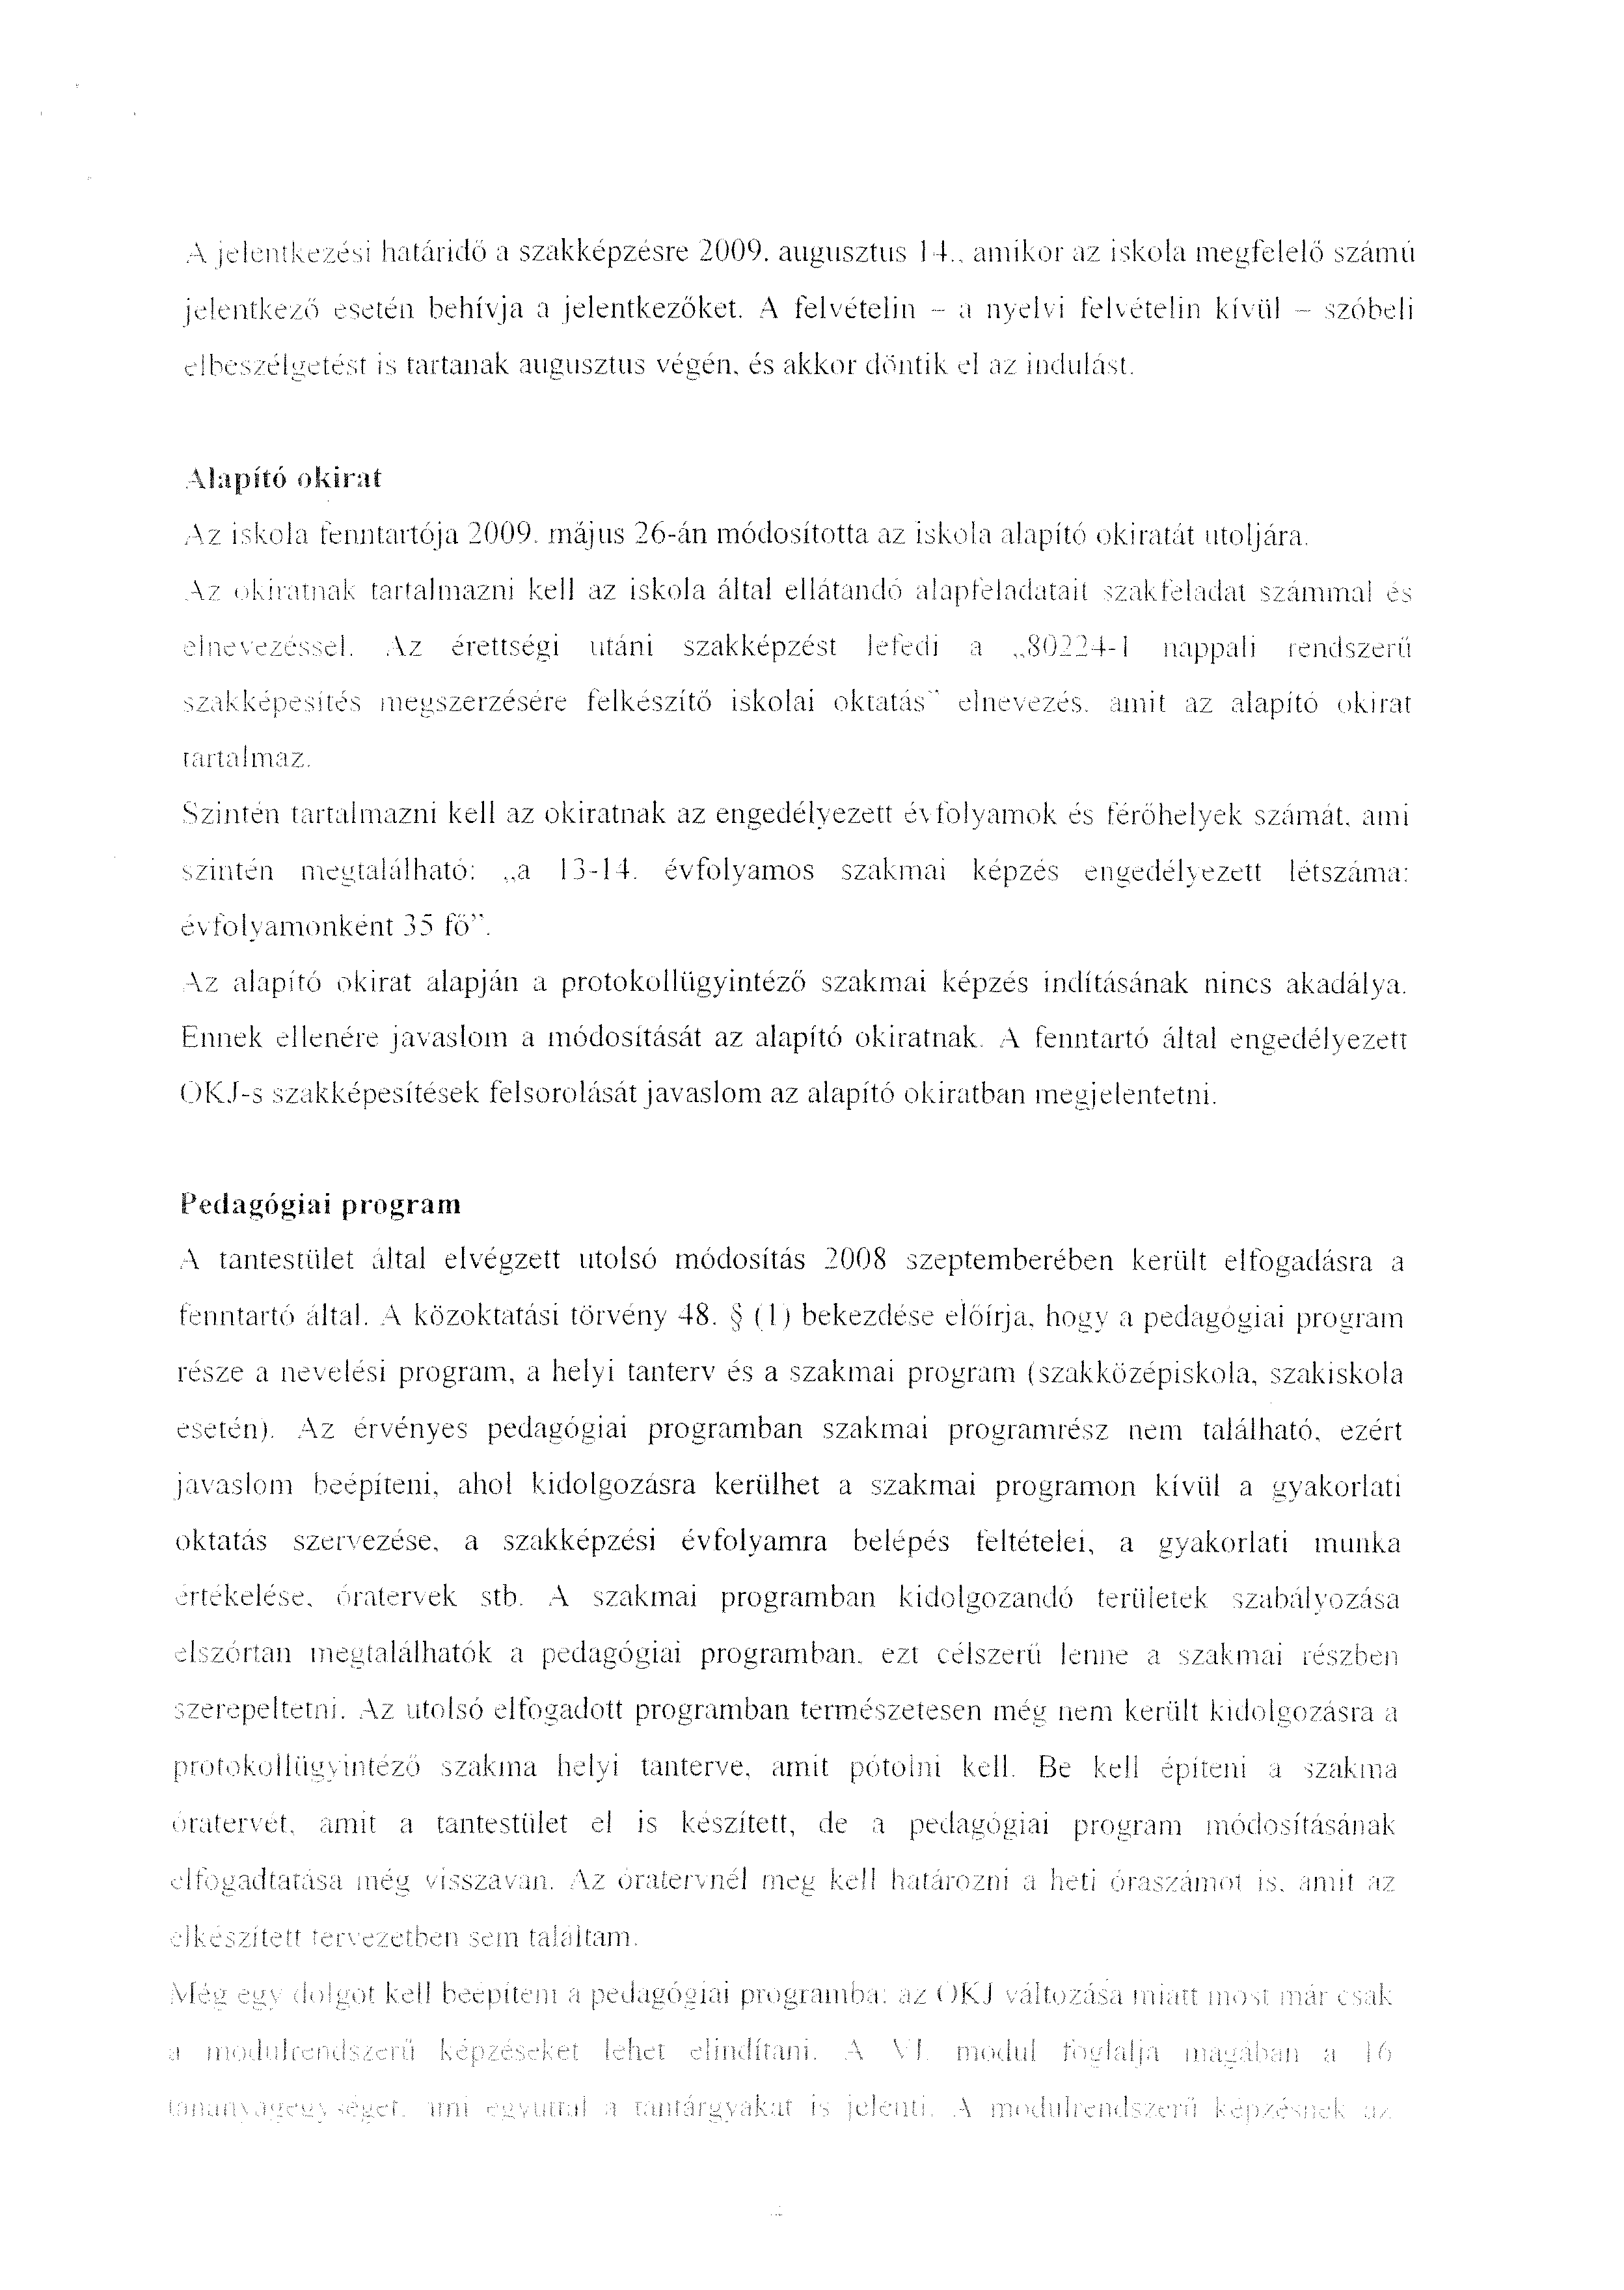 A jelentkezési határidő a szakképzésre 2009. augusztus 14., amikor az iskola megfelelő számú
jelentkező esetén behívja a jelentkezőket. A felvételin – a nyelvi felvételin kívül – szóbeli
elbeszélgetést is tartanak augusztus végén, és akkor döntik el az indulást.
Alapító okirat
Az iskola fenntartója 2009. május 26-án módosította az iskola alapító okiratát utoljára.
Az okiratnak tartalmazni kell az iskola által ellátandó alapfeladatait szakfeladat számmal és
elnevezéssel. Az érettségi utáni szakképzést lefedi a „80224-1 nappali rendszerű
szakképesítés megszerzésére felkészítő iskolai oktatás” elnevezés, amit az alapító okirat
tartalmaz.
Szintén tartalmazni kell az okiratnak az engedélyezett évfolyamok és férőhelyek számát, ami
szintén megtalálható: „a 13-14. évfolyamos szakmai képzés engedélyezett létszáma:
évfolyamonként 35 fő”.
Az alapító okirat alapján a protokollügyintéző szakmai képzés indításának nincs akadálya.
Ennek ellenére javaslom a módosítását az alapító okiratnak. A fenntartó által engedélyezett
OKJ-s szakképesítések felsorolását javaslom az alapító okiratban megjelentetni.
Pedagógiai program
A tantestület által elvégzett utolsó módosítás 2008 szeptemberében került elfogadásra a
fenntartó által. A közoktatási törvény 48. § (1) bekezdése előírja, hogy a pedagógiai program
része a nevelési program, a helyi tanterv és a szakmai program (szakközépiskola, szakiskola
esetén). Az érvényes pedagógiai programban szakmai programrész nem található, ezért
javaslom beépíteni, ahol kidolgozásra kerülhet a szakmai programon kívül a gyakorlati
oktatás szervezése, a szakképzési évfolyamra belépés feltételei, a gyakorlati munka
értékelése, óratervek stb. A szakmai programban kidolgozandó területek szabályozása
elszórtan megtalálhatók a pedagógiai programban, ezt célszerű lenne a szakmai részben
szerepeltetni. Az utolsó elfogadott programban természetesen még nem került kidolgozásra a
protokollügyintéző szakma helyi tanterve, amit pótolni kell. Be kell építeni a szakma
óratervét, amit a tantestület el is készített, de a pedagógiai program módosításának
elfogadtatása még visszavan. Az óratervnél meg kell határozni a heti óraszámot is, amit az
elkészített tervezetben sem találtam.
Még egy dolgot kell beépíteni a pedagógiai programba: az OKJ változása miatt most már csak
a modulrendszerű képzéseket lehet elindítani. A VI. modul foglalja magában a 16
tananyagegységet, ami egyúttal a tantárgyakat is jelenti. A modulrendszerű képzésnek az